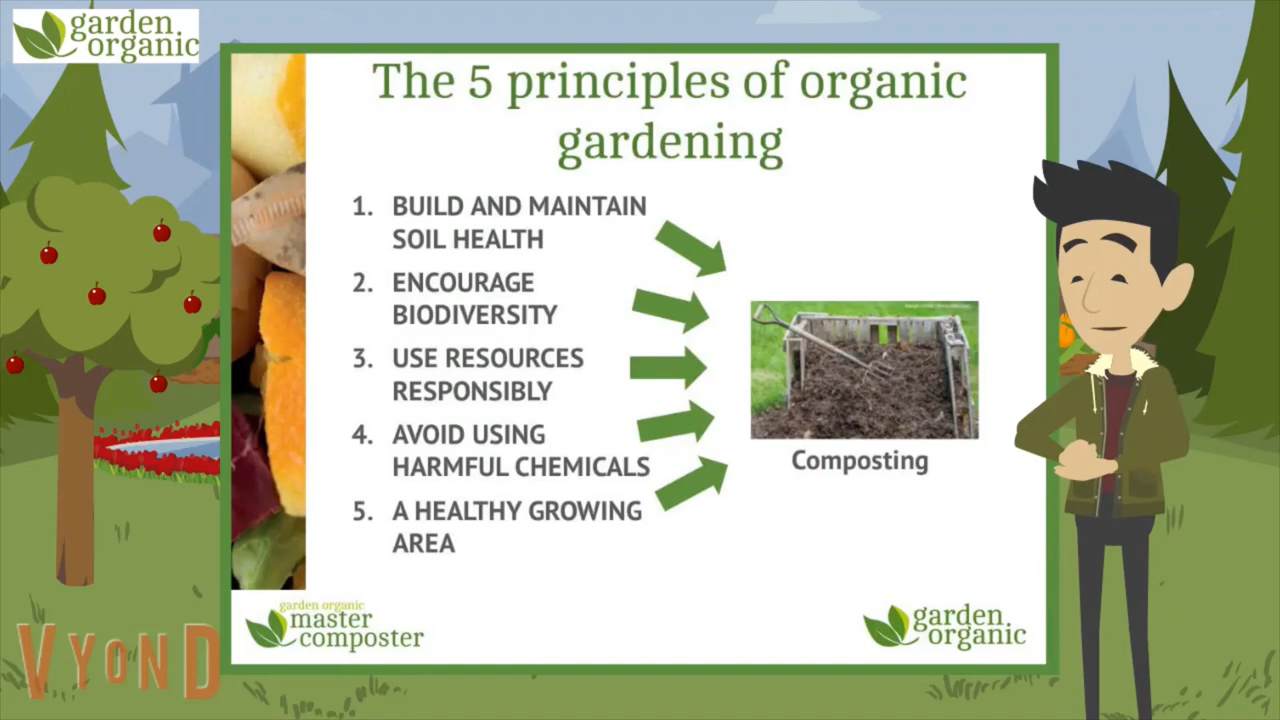 garden
organic
The 5 principles of organic
gardening
1. BUILD AND MAINTAIN
SOIL HEALTH
2. ENCOURAGE
BIODIVERSITY
3. USE RESOURCES
RESPONSIBLY
4. AVOID USING
HARMFUL CHEMICALS
5. A HEALTHY GROWING
AREA
Composting
garden organic
master
composter
garden
organic
VYOND